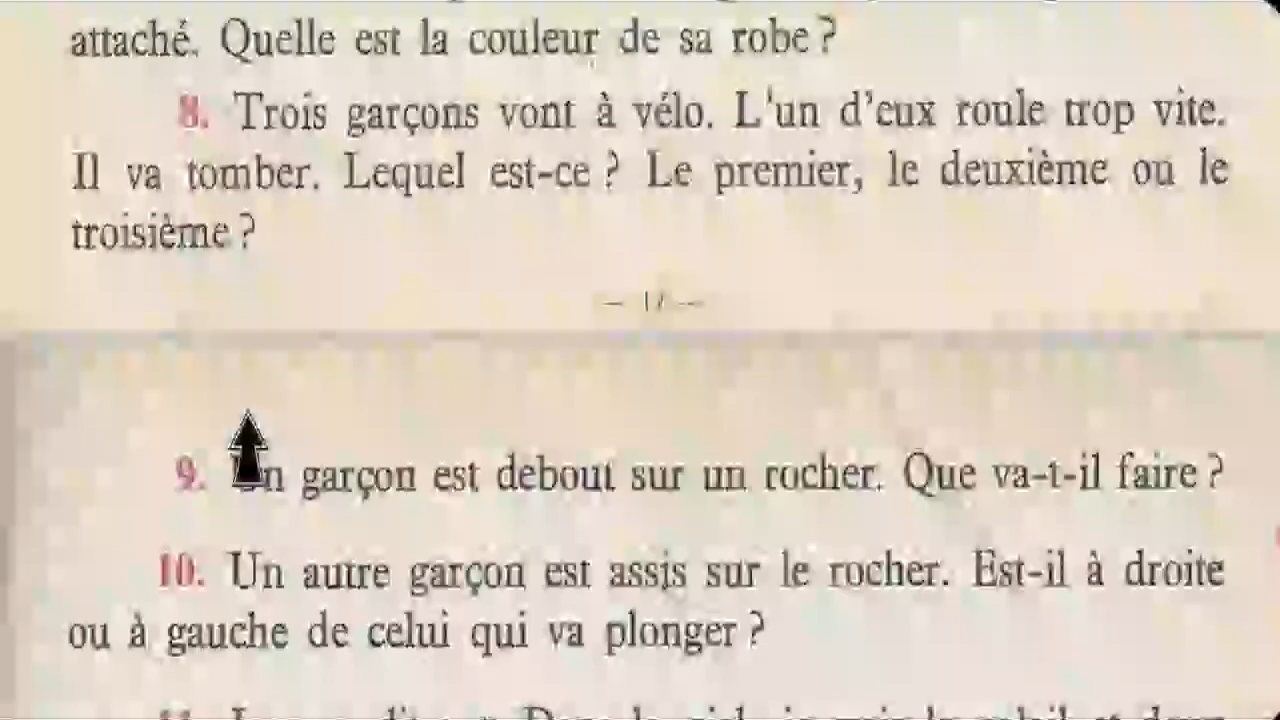 attaché. Quelle est la couleur de sa robe ?
8. Trois garçons vont à vélo. L'un d'eux roule trop vite.
Il va tomber. Lequel est-ce ? Le premier, le deuxième ou le
troisième ?
— 17 —
9. Un garçon est debout sur un rocher. Que va-t-il faire ?
10. Un autre garçon est assis sur le rocher. Est-il à droite
ou à gauche de celui qui va plonger ?